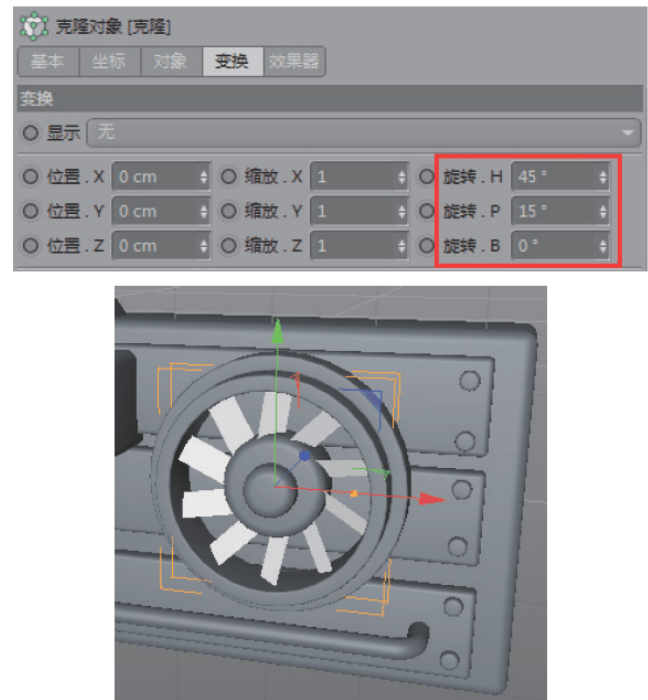 克隆对象 [克隆]
基本 坐标 对象 变换 效果器
变换
显示 无
位置 . X 0 cm 缩放 . X 1 旋转 . H 45 °
位置 . Y 0 cm 缩放 . Y 1 旋转 . P 15 °
位置 . Z 0 cm 缩放 . Z 1 旋转 . B 0 °